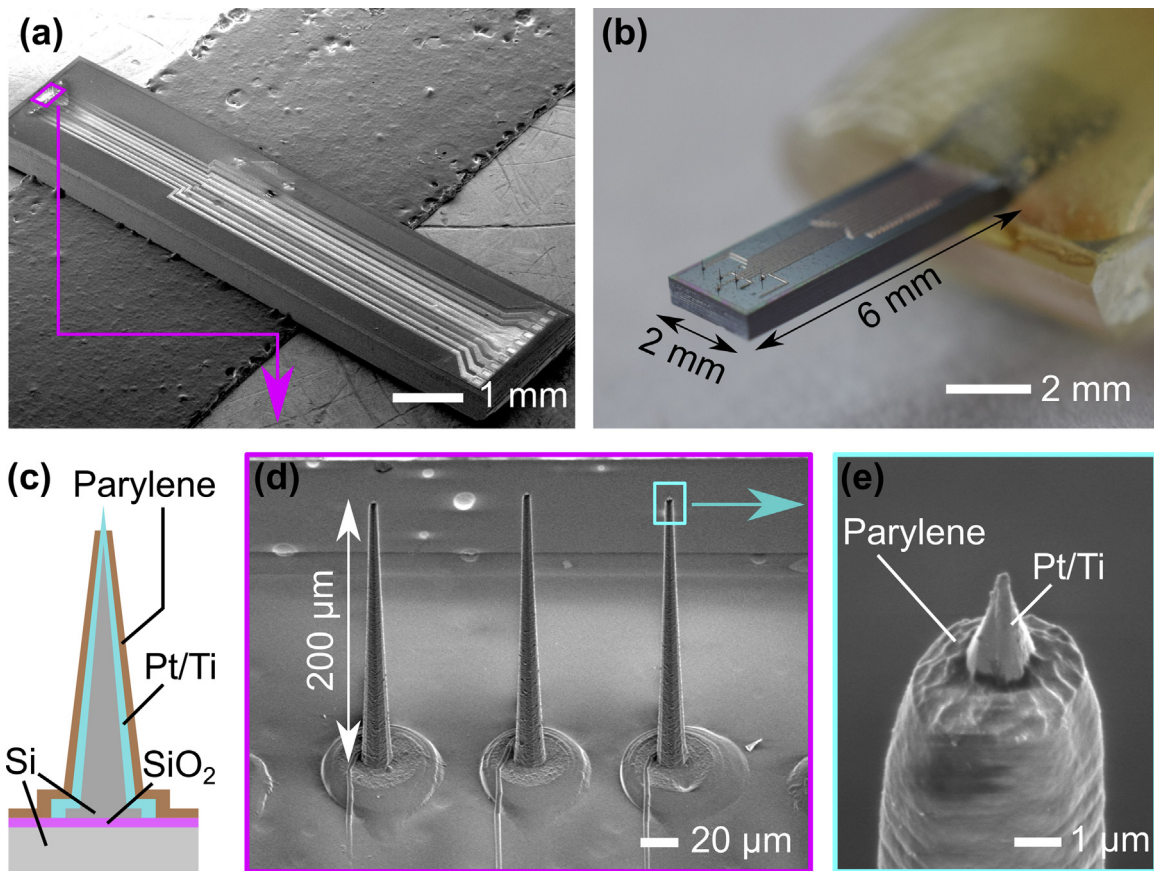 (a)
1 mm
(b)
6 mm
2 mm
2 mm
(c)
Parylene
Pt/Ti
Si
SiO₂
(d)
200 µm
20 µm
(e)
Parylene
Pt/Ti
1 µm